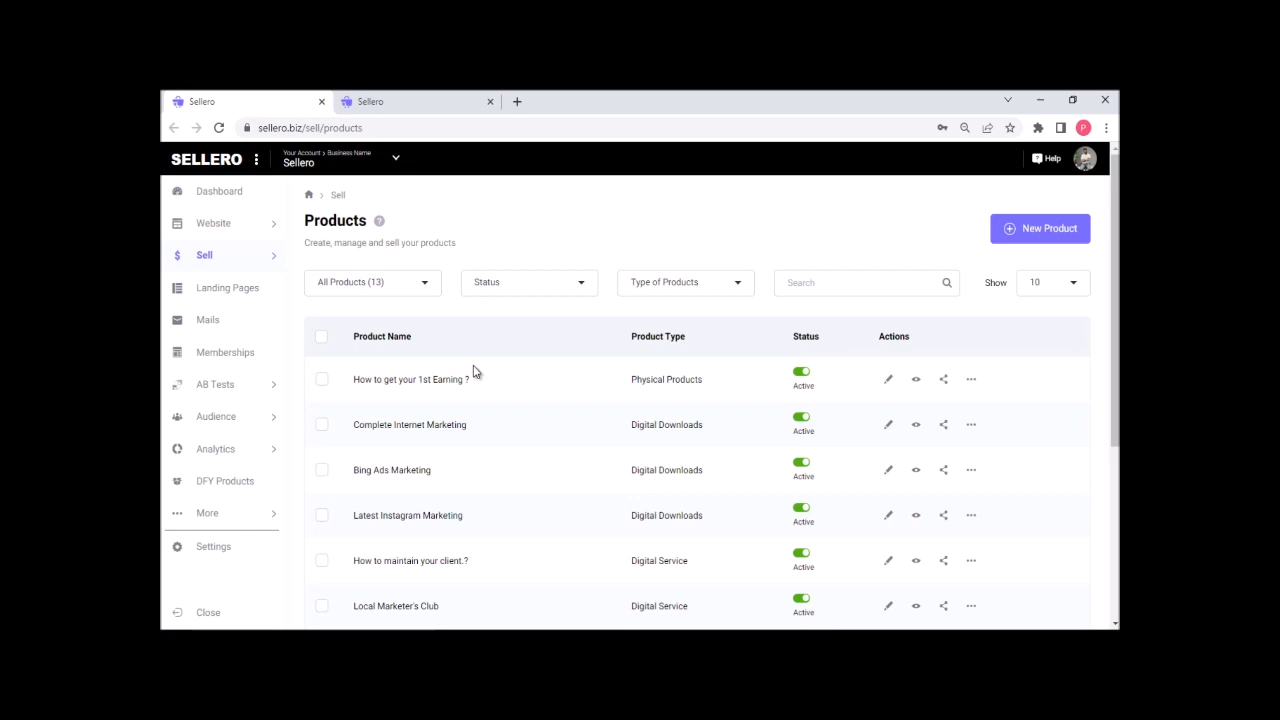 Sellero
Sellero
sellero.biz/sell/products
P
SELLERO
Your Account > Business Name
Sellero
Help
Dashboard
Website
Sell
Landing Pages
Mails
Memberships
AB Tests
Audience
Analytics
DFY Products
More
Settings
Close
Sell
Products ?
Create, manage and sell your products
New Product
All Products (13)
Status
Type of Products
Search
Show
10
Product Name Product Type Status Actions
How to get your 1st Earning ? Physical Products Active
Complete Internet Marketing Digital Downloads Active
Bing Ads Marketing Digital Downloads Active
Latest Instagram Marketing Digital Downloads Active
How to maintain your client.? Digital Service Active
Local Marketer's Club Digital Service Active